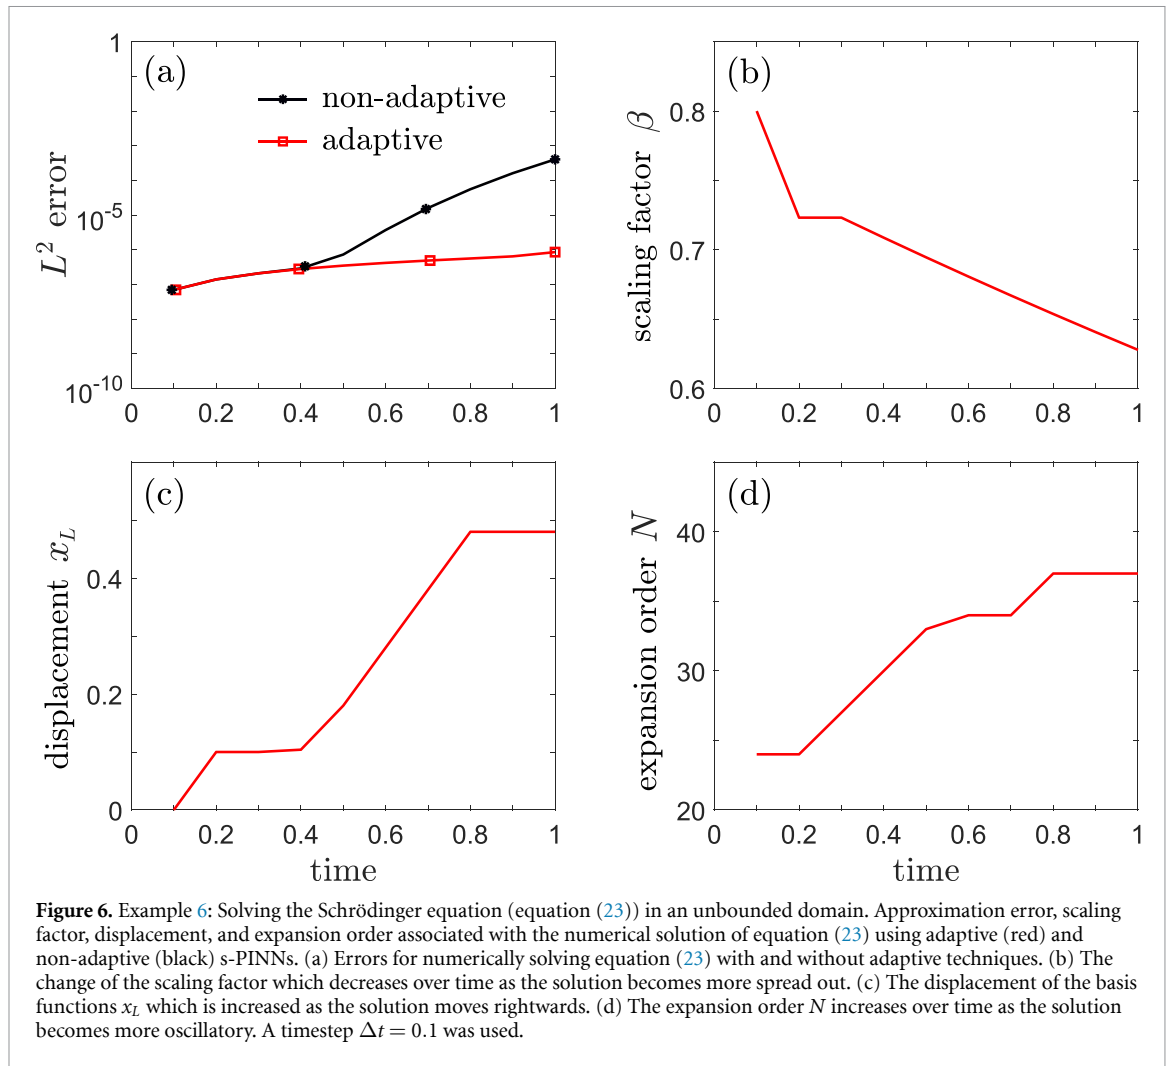 (a)
non-adaptive
adaptive
L² error
1
10⁻⁵
10⁻¹⁰
0 0.2 0.4 0.6 0.8 1
(b)
scaling factor β
0.8
0.7
0.6
0 0.2 0.4 0.6 0.8 1
(c)
displacement x_L
0.4
0.2
0
0 0.2 0.4 0.6 0.8 1
time
(d)
expansion order N
40
30
20
0 0.2 0.4 0.6 0.8 1
time
Figure 6. Example 6: Solving the Schrödinger equation (equation (23)) in an unbounded domain. Approximation error, scaling
factor, displacement, and expansion order associated with the numerical solution of equation (23) using adaptive (red) and
non-adaptive (black) s-PINNs. (a) Errors for numerically solving equation (23) with and without adaptive techniques. (b) The
change of the scaling factor which decreases over time as the solution becomes more spread out. (c) The displacement of the basis
functions x_L which is increased as the solution moves rightwards. (d) The expansion order N increases over time as the solution
becomes more oscillatory. A timestep Δt = 0.1 was used.